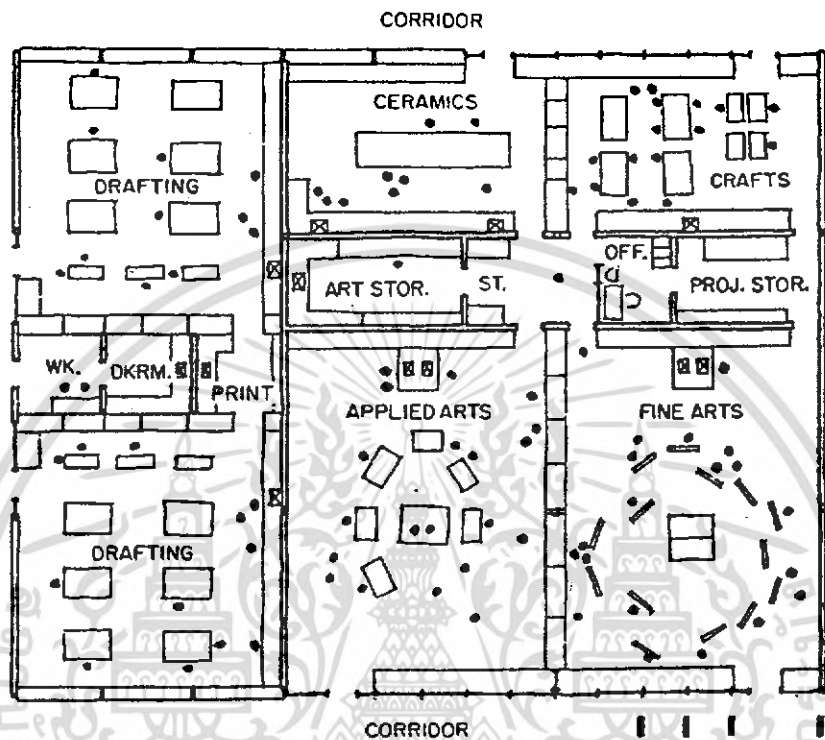 CORRIDOR
CERAMICS
DRAFTING
CRAFTS
OFF.
ART STOR.
ST.
PROJ. STOR.
WK.
DKRM.
PRINT
APPLIED ARTS
FINE ARTS
DRAFTING
CORRIDOR